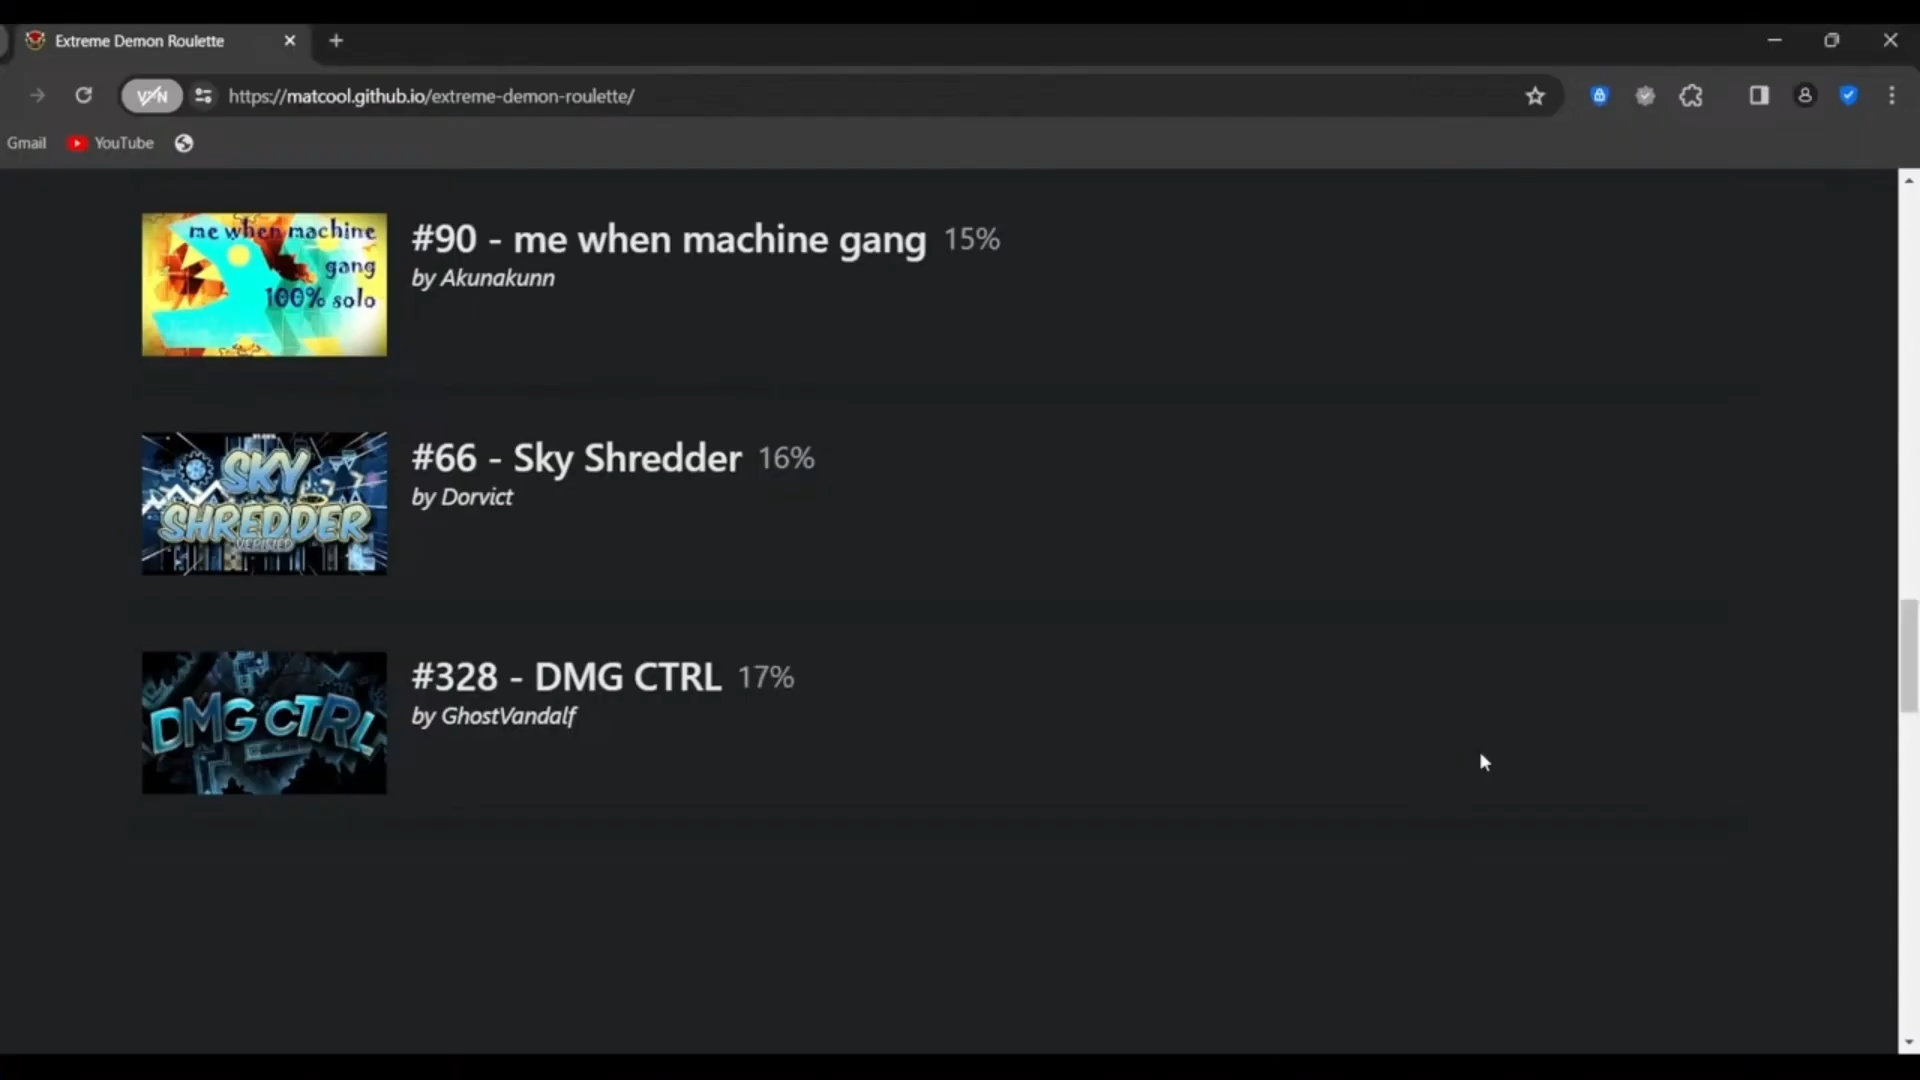 Extreme Demon Roulette
VPN
https://matcool.github.io/extreme-demon-roulette/
Gmail
YouTube
me when machine
gang
100% solo
#90 - me when machine gang 15%
by Akunakunn
SKY
SHREDDER
VERIFIED
#66 - Sky Shredder 16%
by Dorvict
DMG CTRL
#328 - DMG CTRL 17%
by GhostVandalf